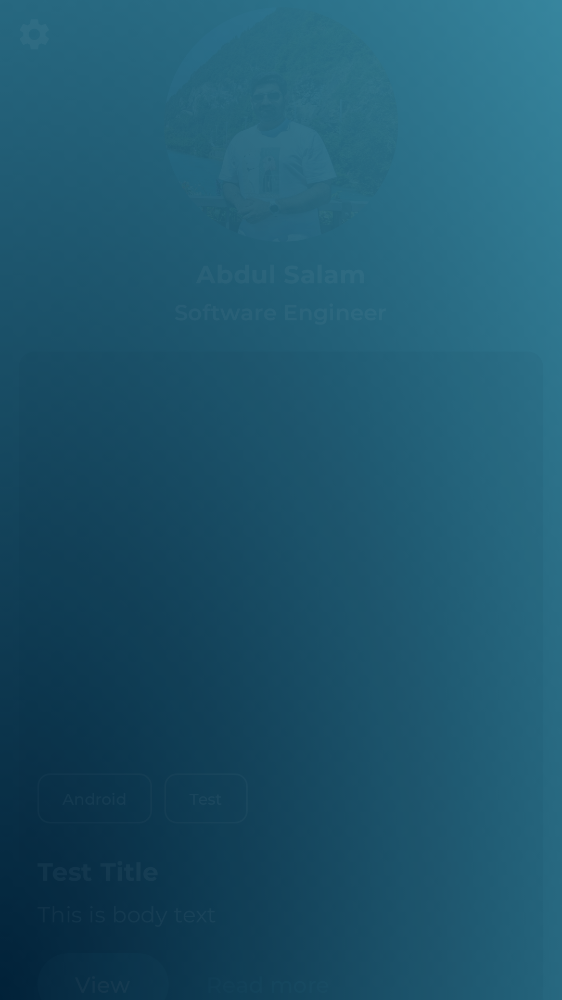 Abdul Salam
Software Engineer
Android Test
Test Title
This is body text
View Read more